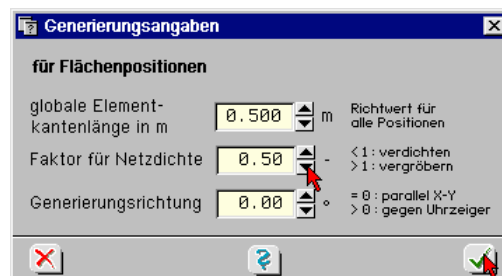 Generierungsangaben
für Flächenpositionen
globale Element-
kantenlänge in m
0.500 m
Richtwert für
alle Positionen
Faktor für Netzdichte
0.50 -
< 1 : verdichten
> 1 : vergröbern
Generierungsrichtung
0.00 °
= 0 : parallel X-Y
> 0 : gegen Uhrzeiger